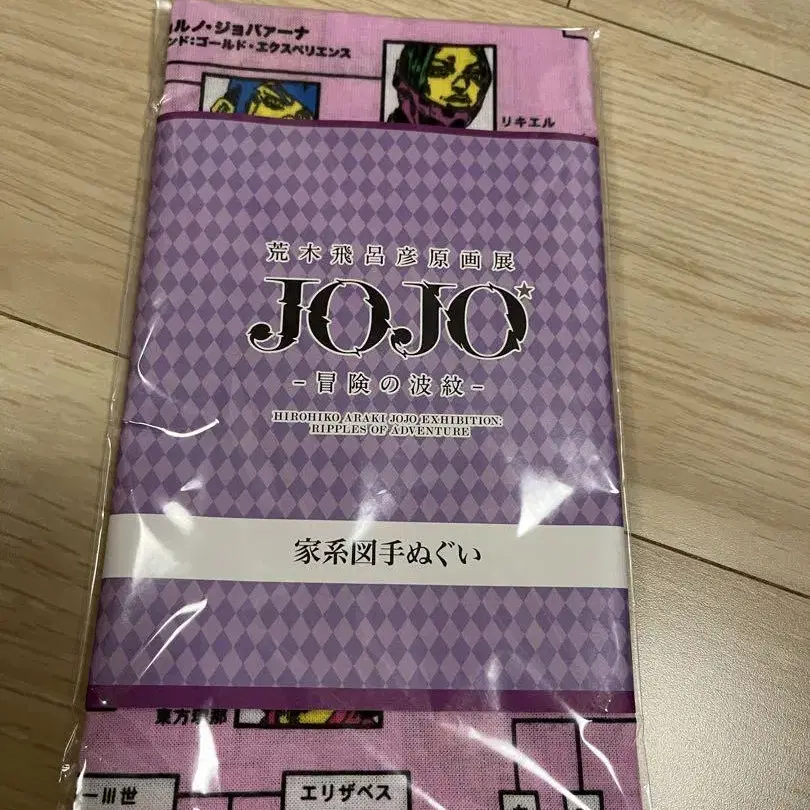 ルノ・ジョバァーナ
ンド:ゴールド・エクスペリエンス
リキエル
荒木飛呂彦原画展
JOJO
-冒険の波紋-
HIROHIKO ARAKI JOJO EXHIBITION:
RIPPLES OF ADVENTURE
家系図手ぬぐい
東方
三世
エリザベス